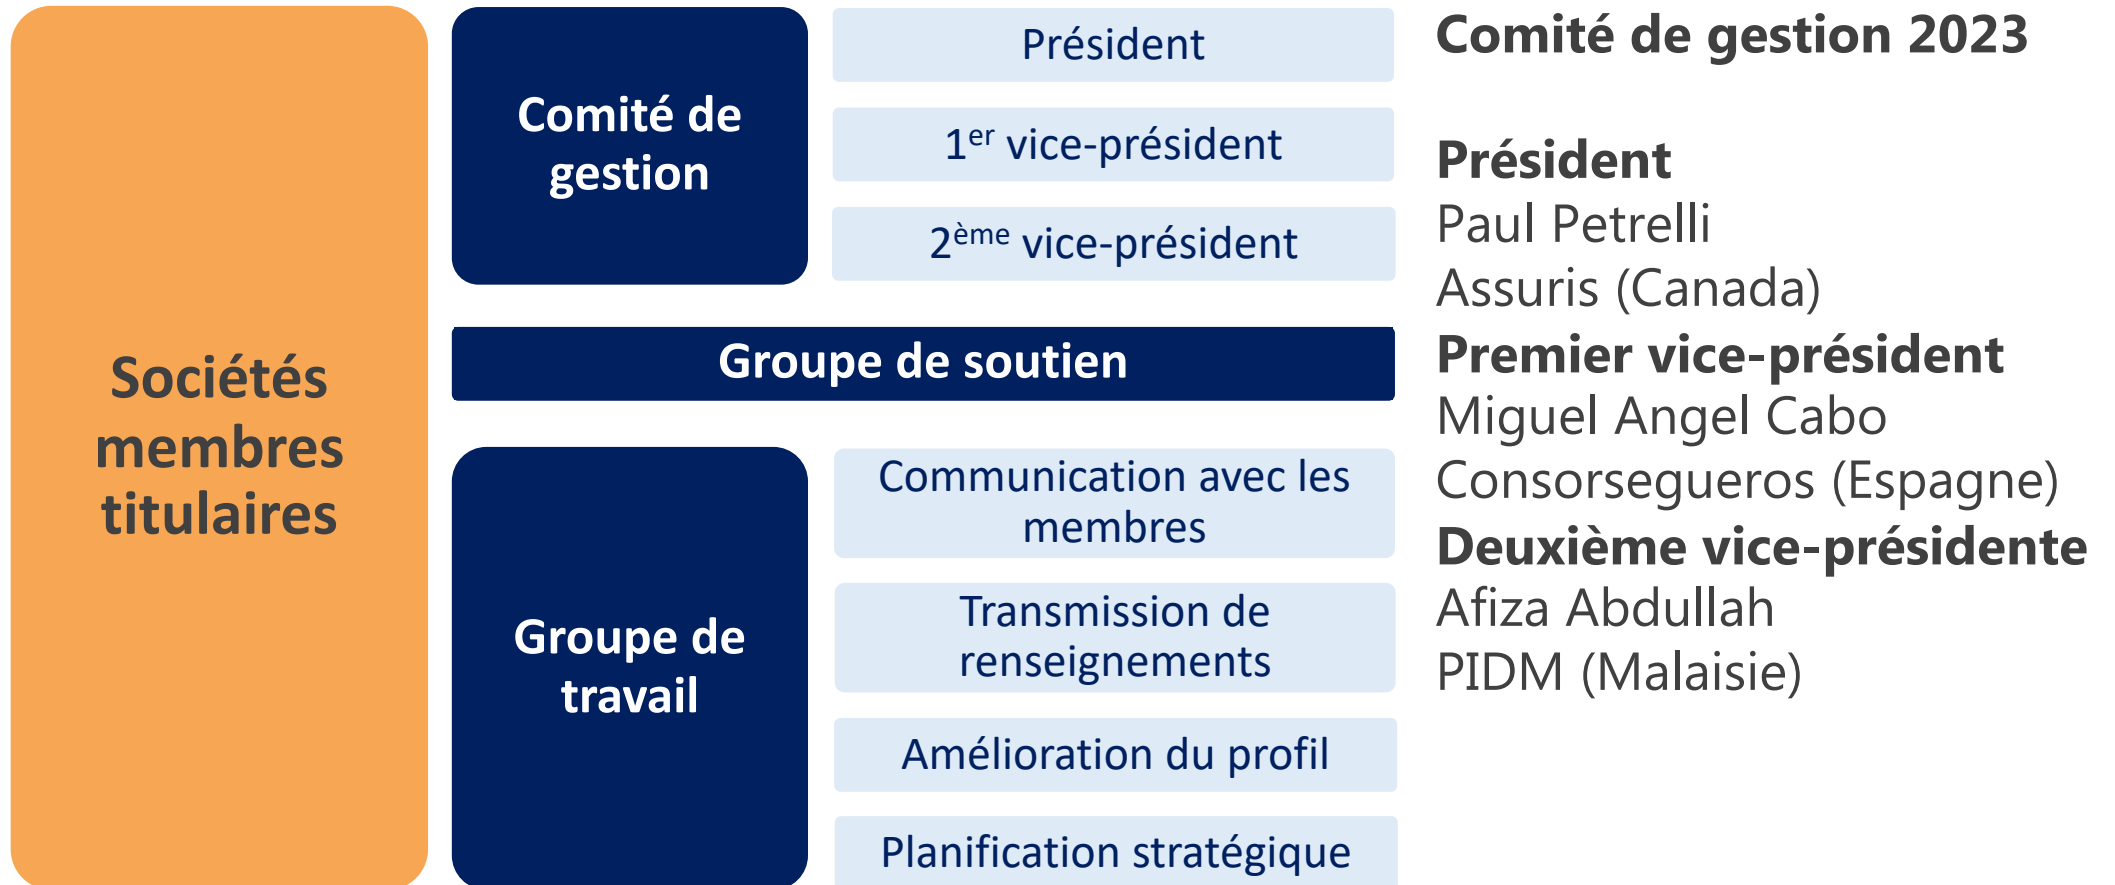 Sociétés
membres
titulaires
Comité de
gestion
Président
1er vice-président
2ème vice-président
Groupe de soutien
Groupe de
travail
Communication avec les
membres
Transmission de
renseignements
Amélioration du profil
Planification stratégique
Comité de gestion 2023
Président
Paul Petrelli
Assuris (Canada)
Premier vice-président
Miguel Angel Cabo
Consorsegueros (Espagne)
Deuxième vice-présidente
Afiza Abdullah
PIDM (Malaisie)